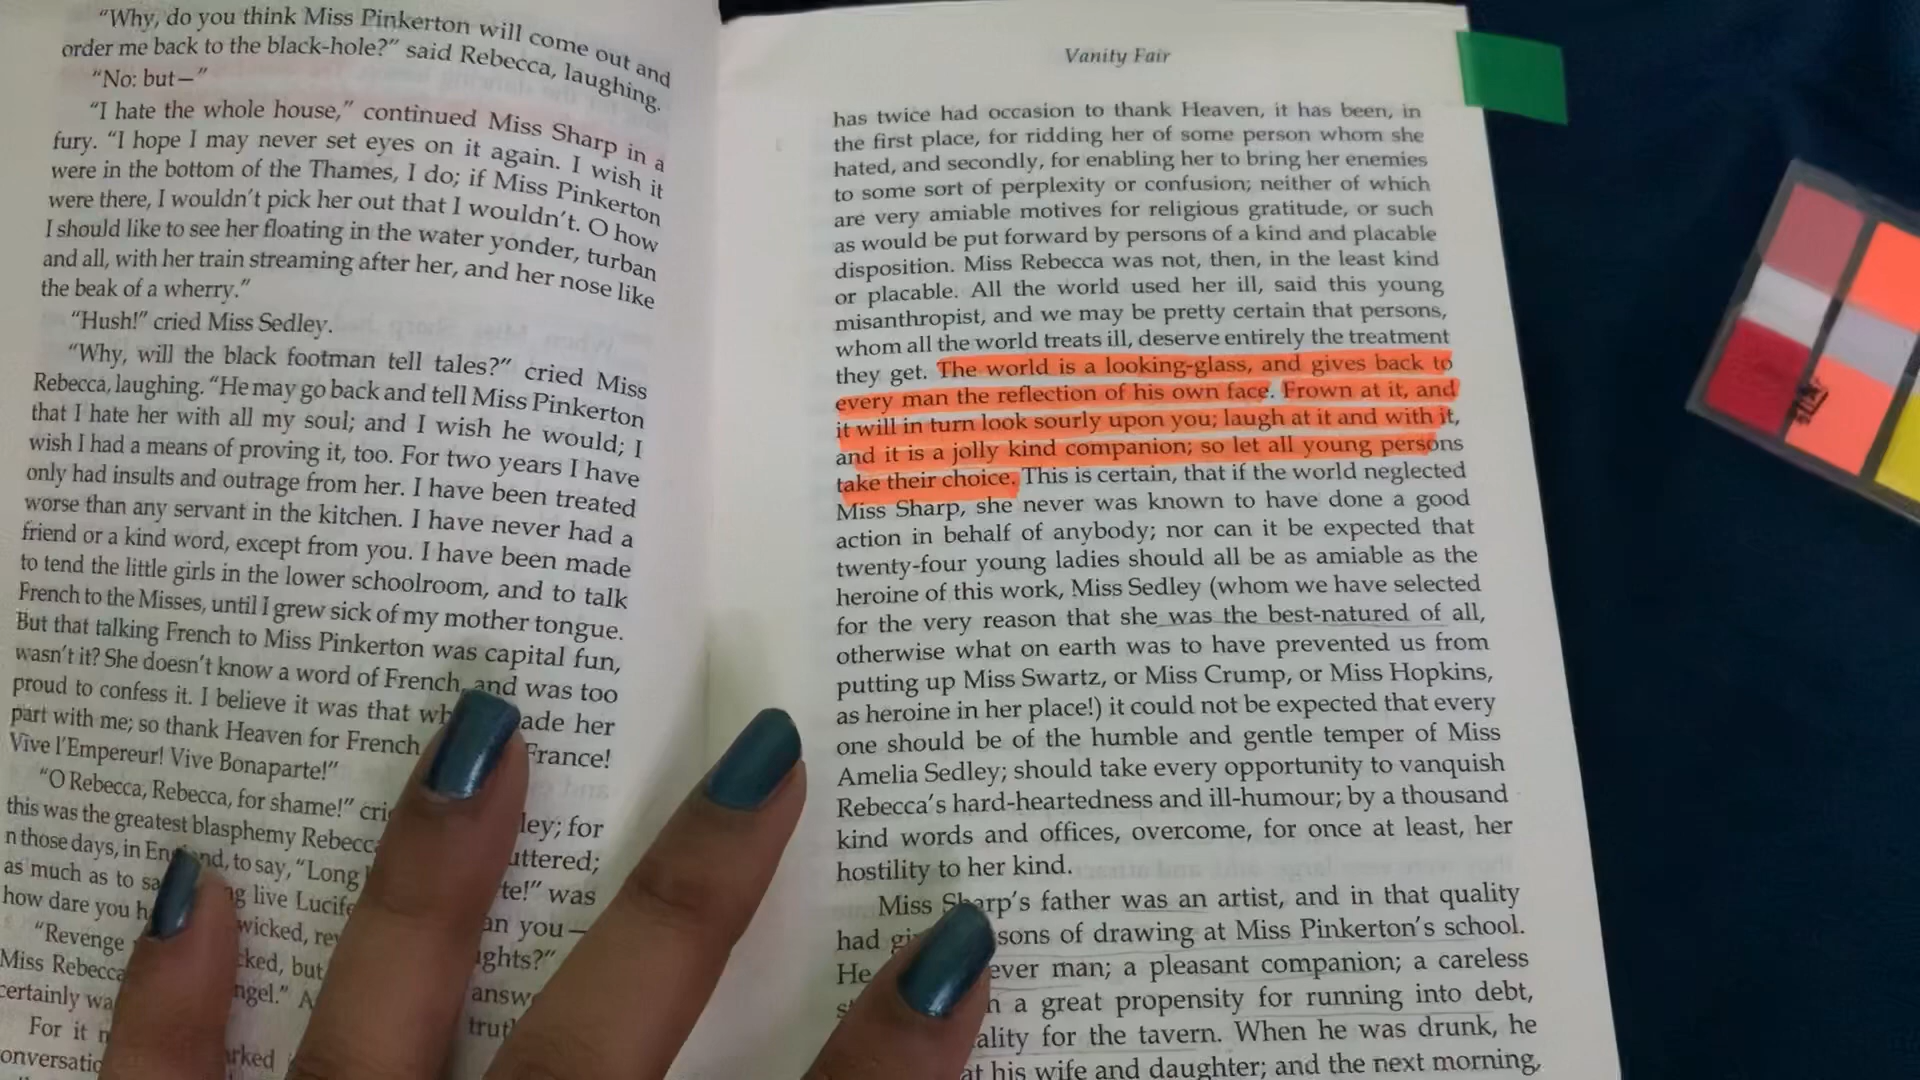 “Why, do you think Miss Pinkerton will come out and
order me back to the black-hole?” said Rebecca, laughing.
“No: but—”
“I hate the whole house,” continued Miss Sharp in a
fury. “I hope I may never set eyes on it again. I wish it
were in the bottom of the Thames, I do; if Miss Pinkerton
were there, I wouldn’t pick her out that I wouldn’t. O how
I should like to see her floating in the water yonder, turban
and all, with her train streaming after her, and her nose like
the beak of a wherry.”
“Hush!” cried Miss Sedley.
“Why, will the black footman tell tales?” cried Miss
Rebecca, laughing. “He may go back and tell Miss Pinkerton
that I hate her with all my soul; and I wish he would; I
wish I had a means of proving it, too. For two years I have
only had insults and outrage from her. I have been treated
worse than any servant in the kitchen. I have never had a
friend or a kind word, except from you. I have been made
to tend the little girls in the lower schoolroom, and to talk
French to the Misses, until I grew sick of my mother tongue.
But that talking French to Miss Pinkerton was capital fun,
wasn’t it? She doesn’t know a word of French, and was too
proud to confess it. I believe it was that her
part with me; so thank Heaven for French France!
Vive l’Empereur! Vive Bonaparte!”
“O Rebecca, Rebecca, for shame!” for
this was the greatest blasphemy
those days, in England, to say, “Long was
as much as to live
how dare you you—
“Revenge wicked, but
Miss Rebecca
certainly
For it
Vanity Fair
has twice had occasion to thank Heaven, it has been, in
the first place, for ridding her of some person whom she
hated, and secondly, for enabling her to bring her enemies
to some sort of perplexity or confusion; neither of which
are very amiable motives for religious gratitude, or such
as would be put forward by persons of a kind and placable
disposition. Miss Rebecca was not, then, in the least kind
or placable. All the world used her ill, said this young
misanthropist, and we may be pretty certain that persons,
whom all the world treats ill, deserve entirely the treatment
they get. The world is a looking-glass, and gives back to
every man the reflection of his own face. Frown at it, and
it will in turn look sourly upon you; laugh at it and with it,
and it is a jolly kind companion; so let all young persons
take their choice. This is certain, that if the world neglected
Miss Sharp, she never was known to have done a good
action in behalf of anybody; nor can it be expected that
twenty-four young ladies should all be as amiable as the
heroine of this work, Miss Sedley (whom we have selected
for the very reason that she was the best-natured of all,
otherwise what on earth was to have prevented us from
putting up Miss Swartz, or Miss Crump, or Miss Hopkins,
as heroine in her place!) it could not be expected that every
one should be of the humble and gentle temper of Miss
Amelia Sedley; should take every opportunity to vanquish
Rebecca’s hard-heartedness and ill-humour; by a thousand
kind words and offices, overcome, for once at least, her
hostility to her kind.
Miss Sharp’s father was an artist, and in that quality
had of drawing at Miss Pinkerton’s school.
He man; a pleasant companion; a careless
a great propensity for running into debt,
for the tavern. When he was drunk, he
his wife and daughter; and the next morning,